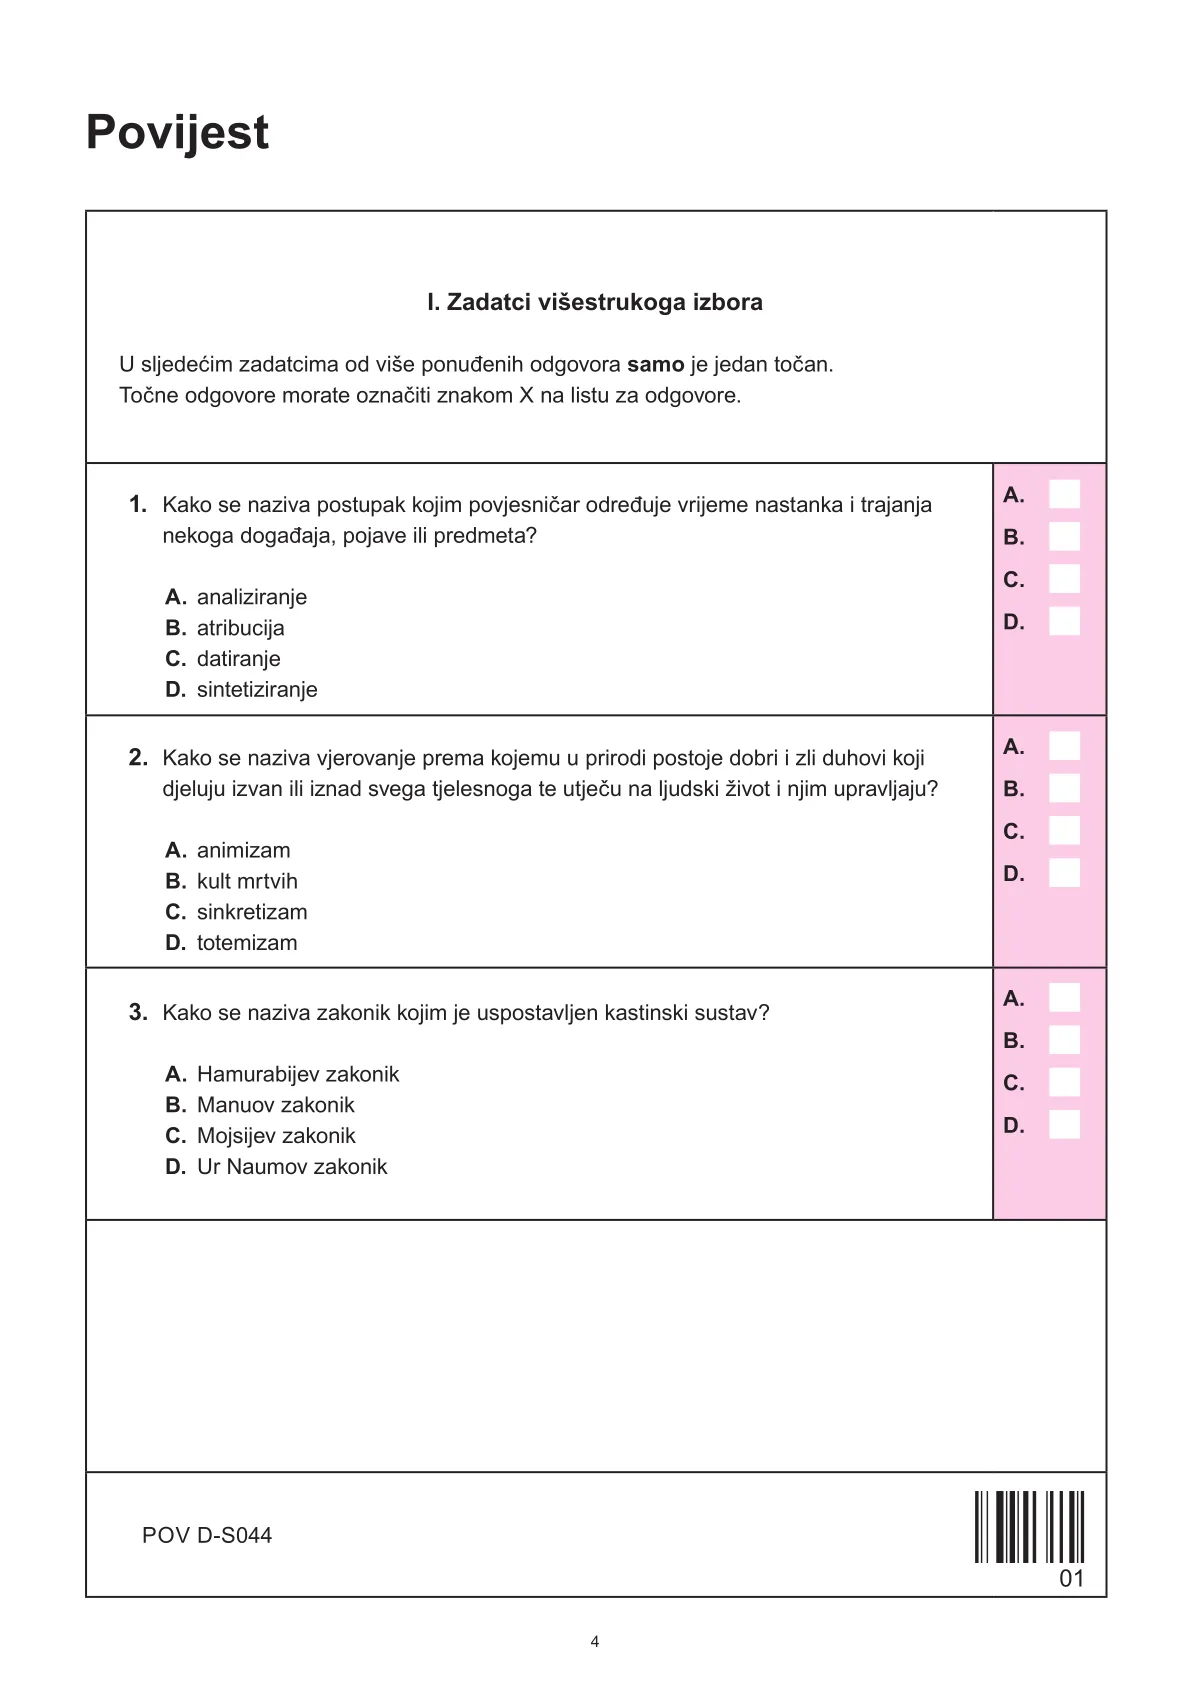 Povijest
I. Zadatci višestrukoga izbora
U sljedećim zadatcima od više ponuđenih odgovora samo je jedan točan.
Točne odgovore morate označiti znakom X na listu za odgovore.
1. Kako se naziva postupak kojim povjesničar određuje vrijeme nastanka i trajanja
nekoga događaja, pojave ili predmeta?
A. analiziranje
B. atribucija
C. datiranje
D. sintetiziranje
A.
B.
C.
D.
2. Kako se naziva vjerovanje prema kojemu u prirodi postoje dobri i zli duhovi koji
djeluju izvan ili iznad svega tjelesnoga te utječu na ljudski život i njim upravljaju?
A. animizam
B. kult mrtvih
C. sinkretizam
D. totemizam
A.
B.
C.
D.
3. Kako se naziva zakonik kojim je uspostavljen kastinski sustav?
A. Hamurabijev zakonik
B. Manuov zakonik
C. Mojsijev zakonik
D. Ur Naumov zakonik
A.
B.
C.
D.
POV D-S044
01
4